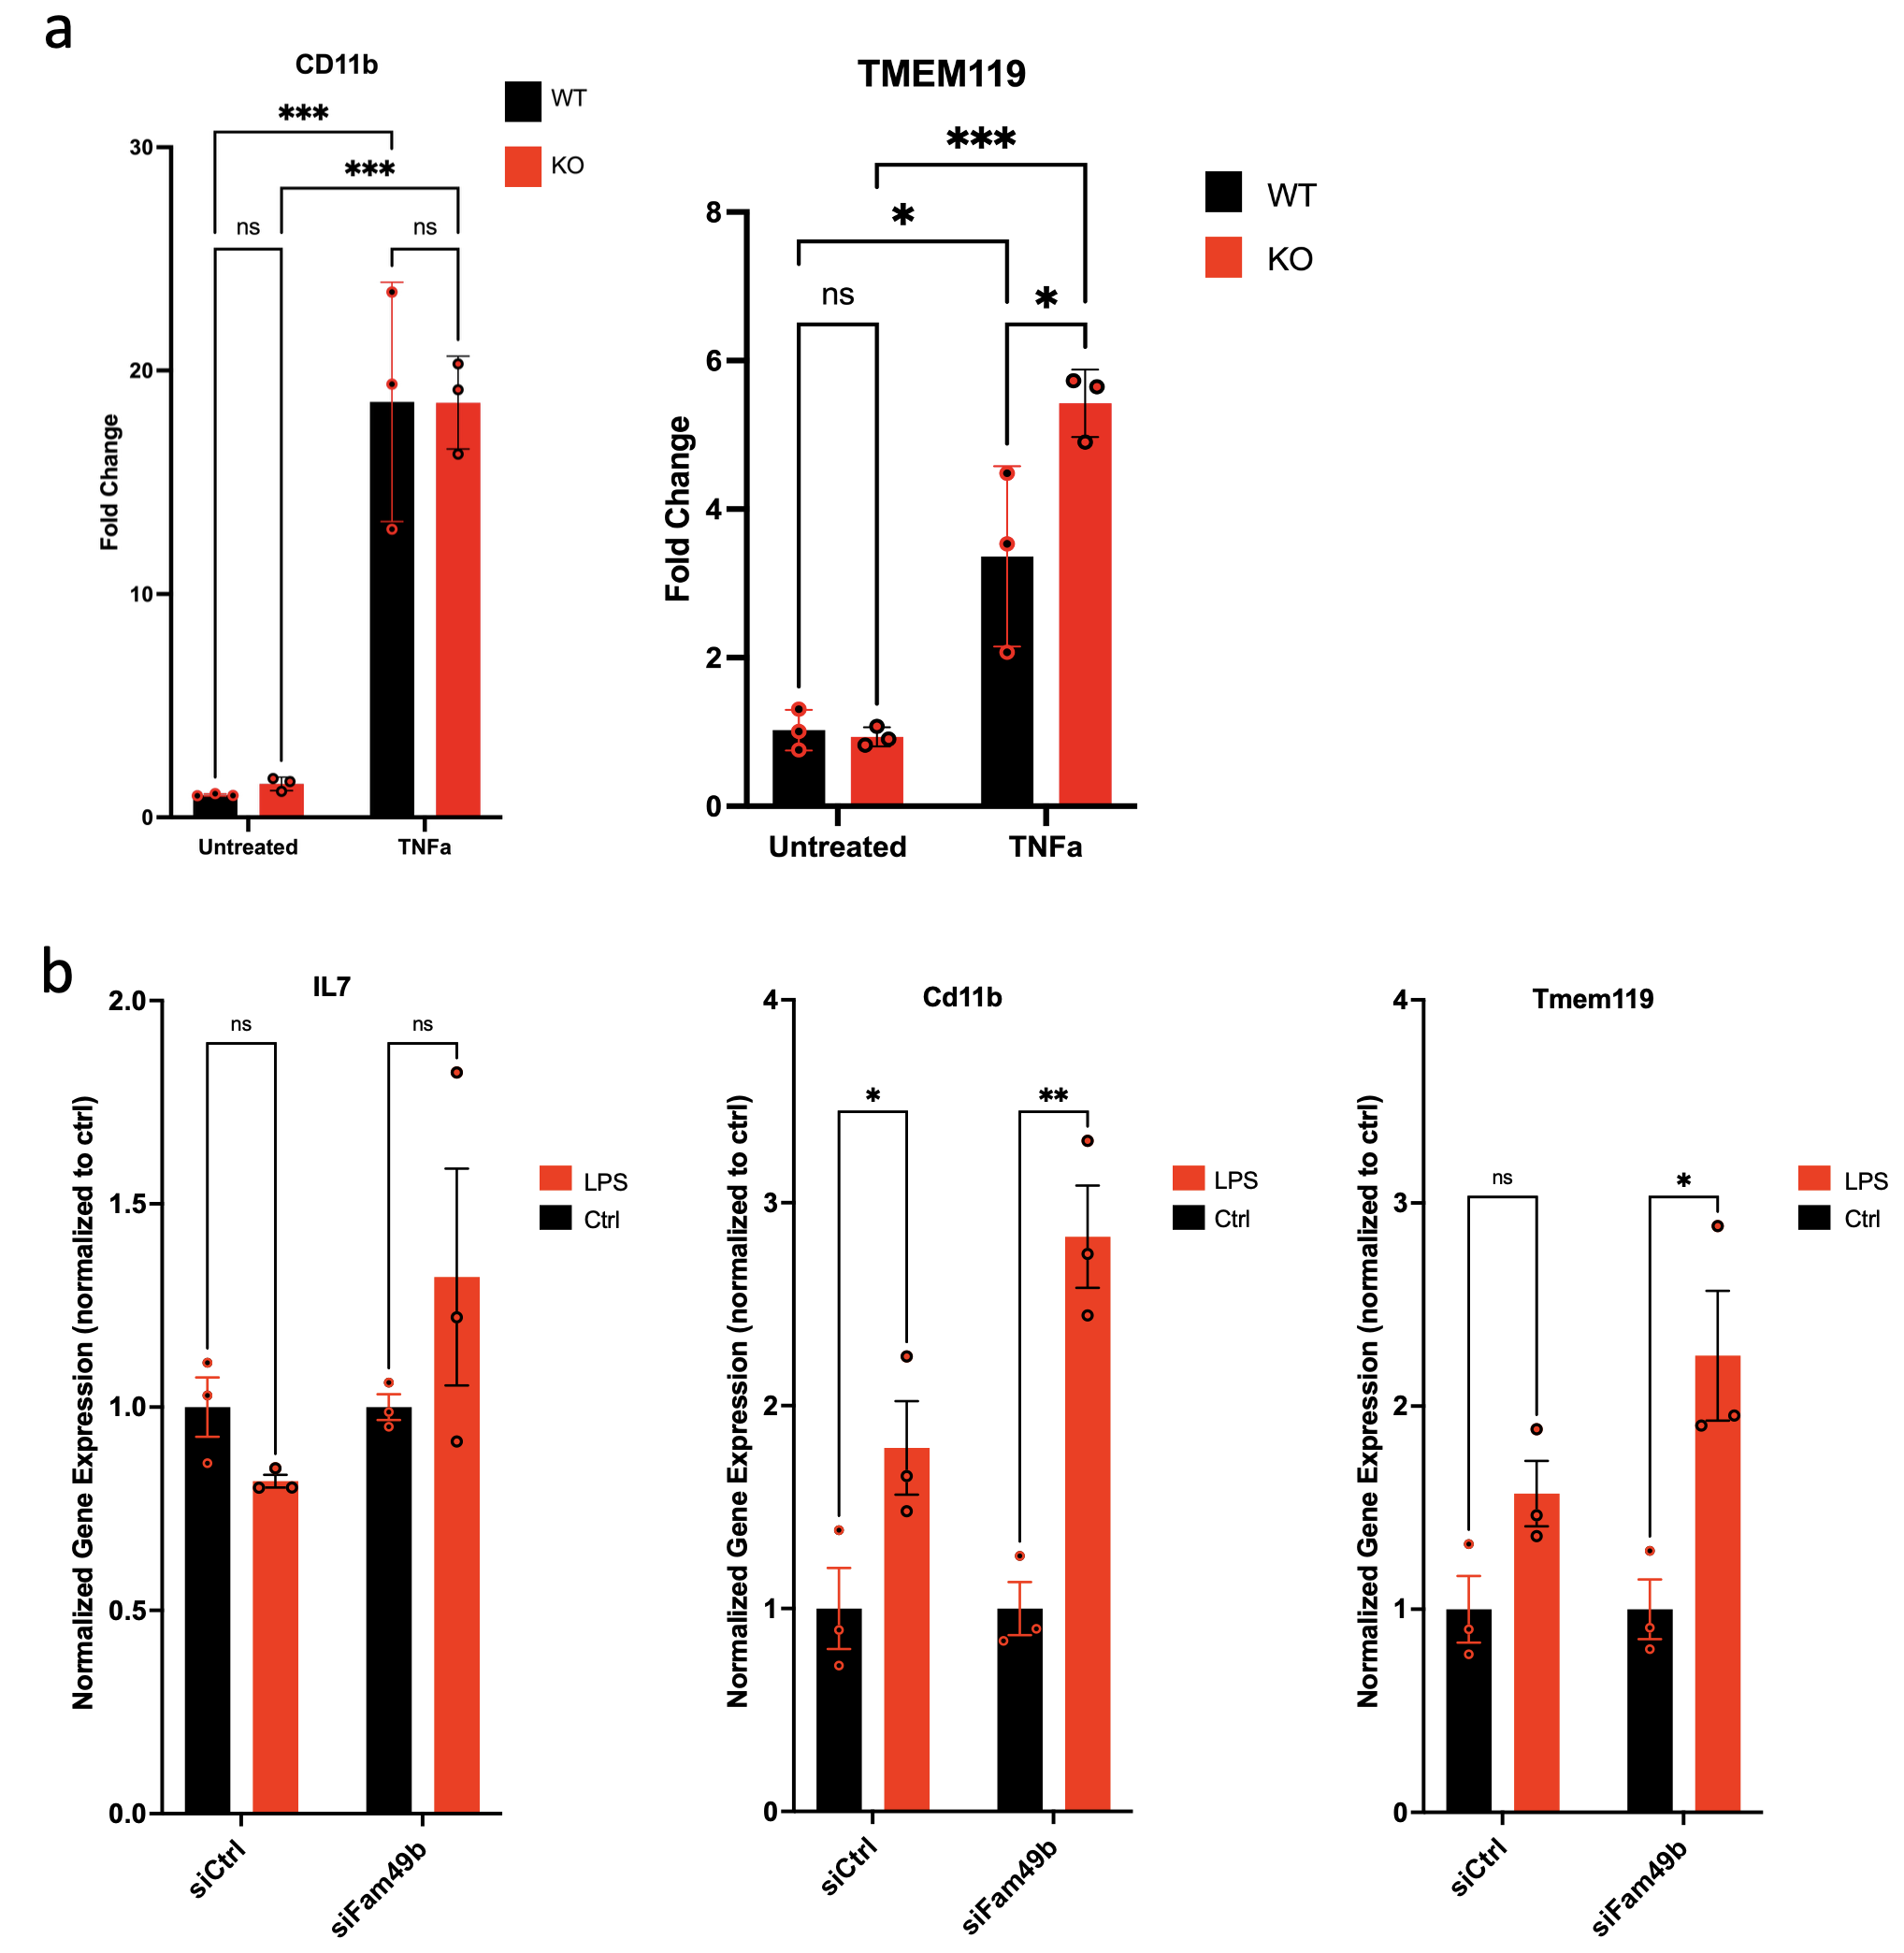 a
CD11b
WT
KO
***
***
ns
ns
30
20
10
0
Fold Change
Untreated
TNFa
TMEM119
WT
KO
***
*
ns
*
8
6
4
2
0
Fold Change
Untreated
TNFa
b
IL7
ns
ns
2.0
1.5
1.0
0.5
0.0
Normalized Gene Expression (normalized to ctrl)
LPS
Ctrl
siCtrl
siFam49b
Cd11b
*
**
4
3
2
1
0
Normalized Gene Expression (normalized to ctrl)
LPS
Ctrl
siCtrl
siFam49b
Tmem119
ns
*
4
3
2
1
0
Normalized Gene Expression (normalized to ctrl)
LPS
Ctrl
siCtrl
siFam49b